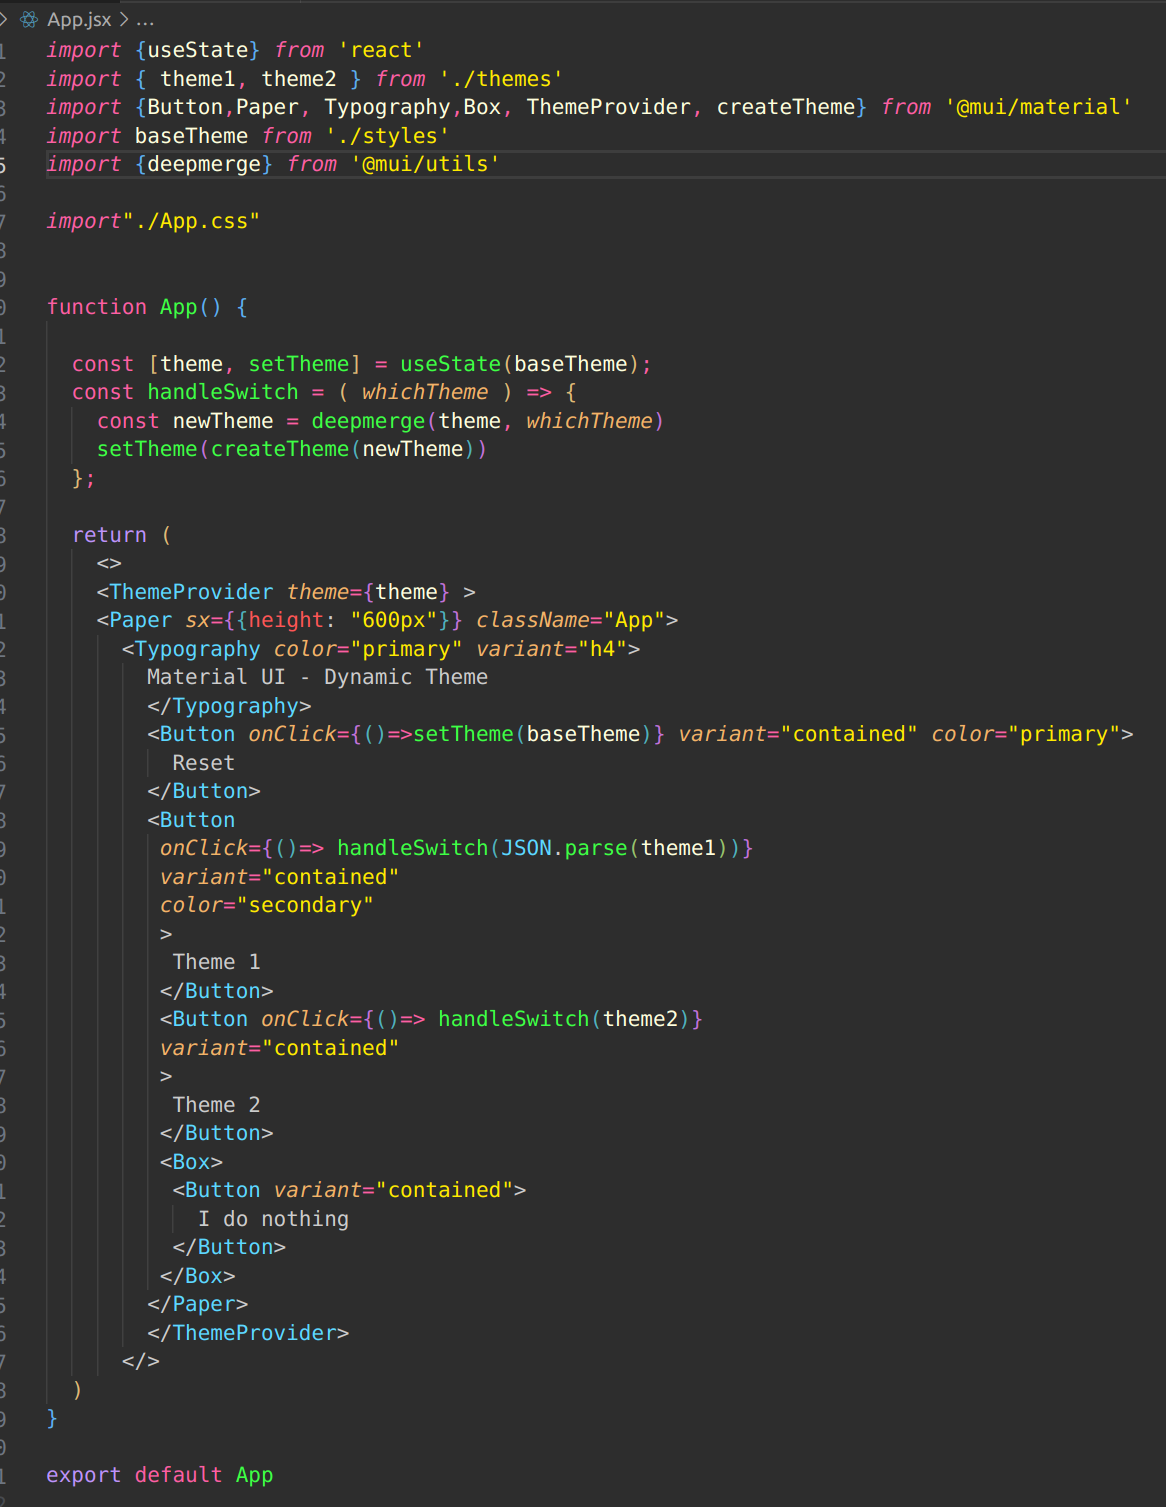 App.jsx > ...
import {useState} from 'react'
import { theme1, theme2 } from './themes'
import {Button,Paper, Typography,Box, ThemeProvider, createTheme} from '@mui/material'
import baseTheme from './styles'
import {deepmerge} from '@mui/utils'
import"./App.css"
function App() {
const [theme, setTheme] = useState(baseTheme);
const handleSwitch = ( whichTheme ) => {
const newTheme = deepmerge(theme, whichTheme)
setTheme(createTheme(newTheme))
};
return (
<>
<ThemeProvider theme={theme} >
<Paper sx={{height: "600px"}} className="App">
<Typography color="primary" variant="h4">
Material UI - Dynamic Theme
</Typography>
<Button onClick={()=>setTheme(baseTheme)} variant="contained" color="primary">
Reset
</Button>
<Button
onClick={()=> handleSwitch(JSON.parse(theme1))}
variant="contained"
color="secondary"
>
Theme 1
</Button>
<Button onClick={()=> handleSwitch(theme2)}
variant="contained"
>
Theme 2
</Button>
<Box>
<Button variant="contained">
I do nothing
</Button>
</Box>
</Paper>
</ThemeProvider>
</>
)
}
export default App